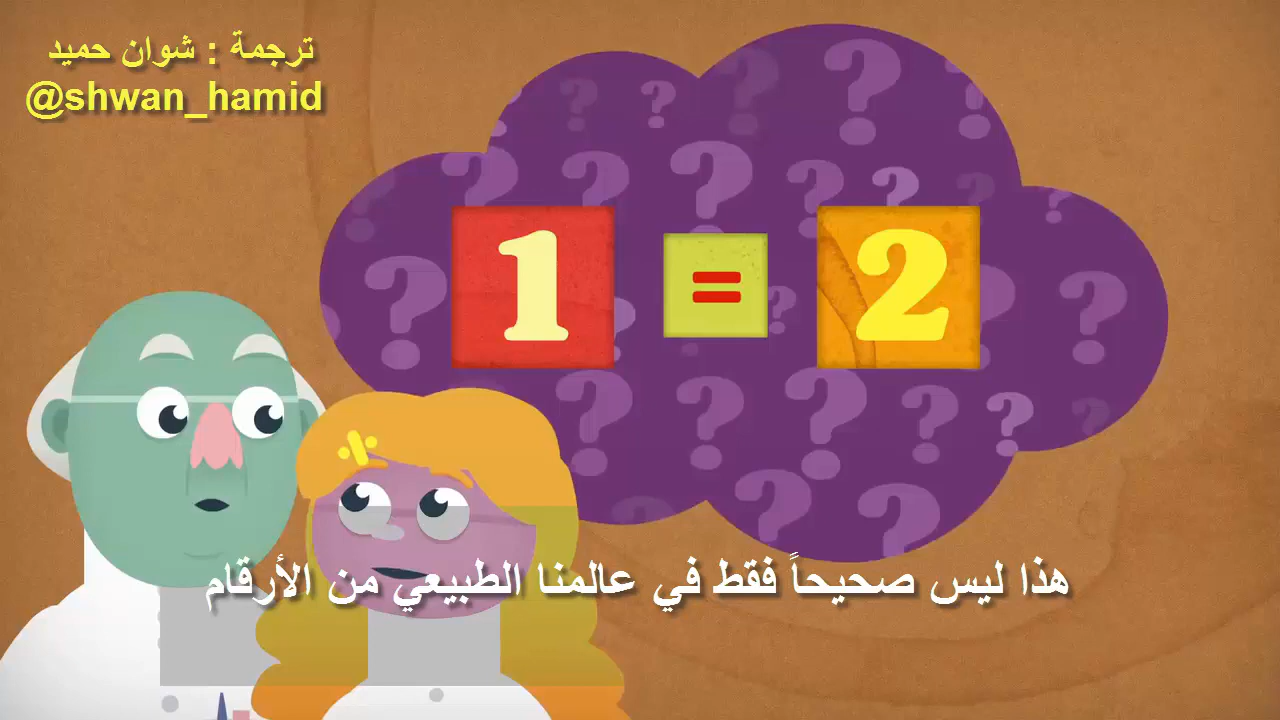 ترجمة : شوان حميد
@shwan_hamid
1 = 2
هذا ليس صحيحاً فقط في عالمنا الطبيعي من الأرقام